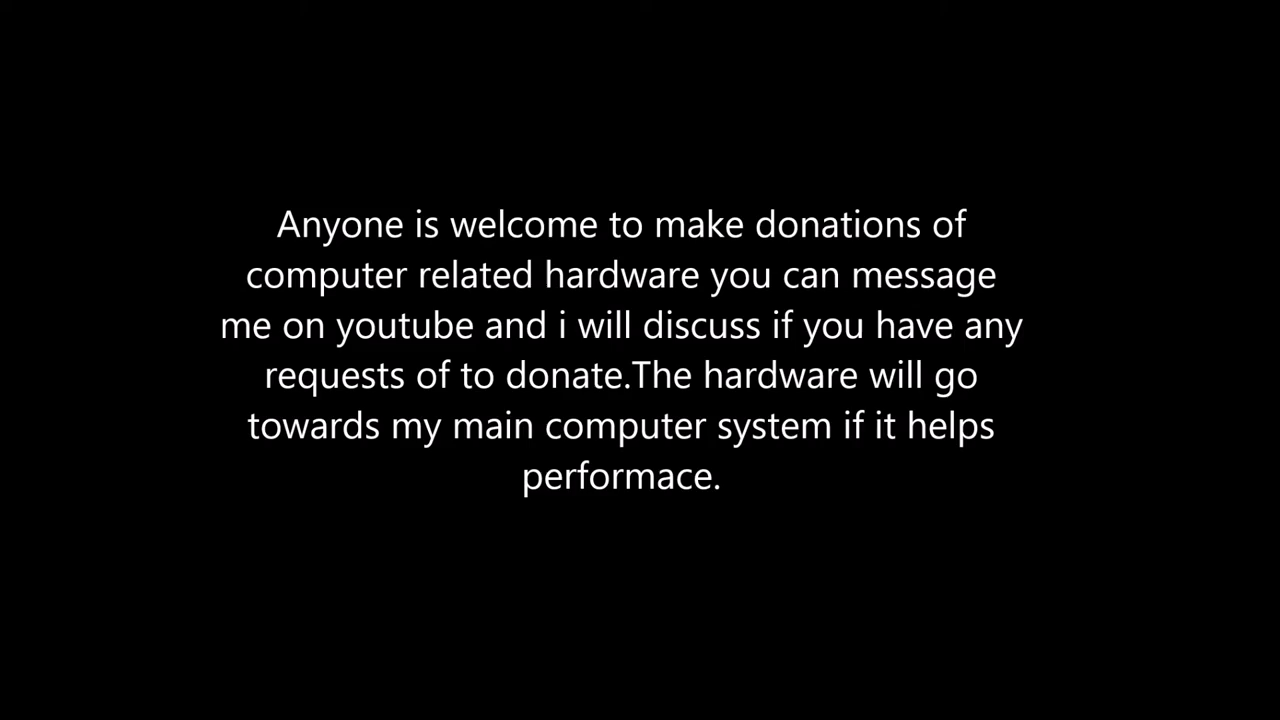 Anyone is welcome to make donations of
computer related hardware you can message
me on youtube and i will discuss if you have any
requests of to donate.The hardware will go
towards my main computer system if it helps
performace.